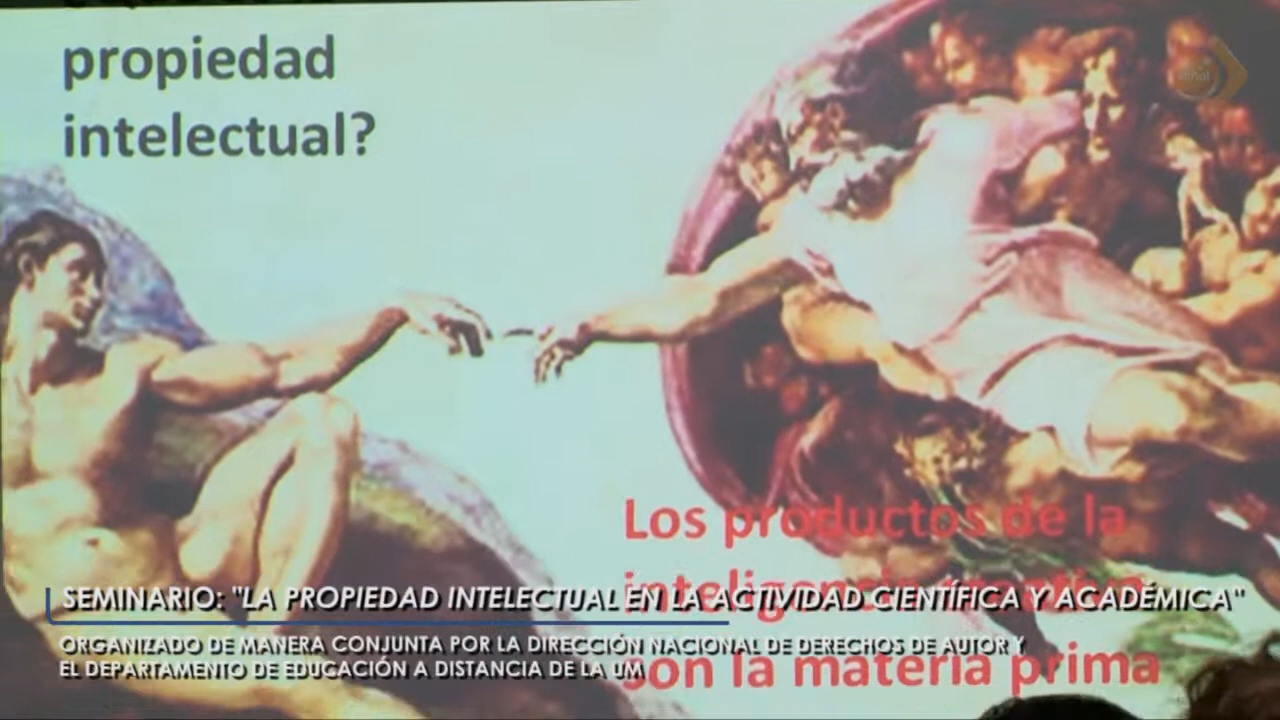 propiedad
intelectual?
Los productos de la
inteligencia creativa
son la materia prima
SEMINARIO: "LA PROPIEDAD INTELECTUAL EN LA ACTIVIDAD CIENTÍFICA Y ACADÉMICA"
ORGANIZADO DE MANERA CONJUNTA POR LA DIRECCIÓN NACIONAL DE DERECHOS DE AUTOR Y
EL DEPARTAMENTO DE EDUCACIÓN A DISTANCIA DE LA UM